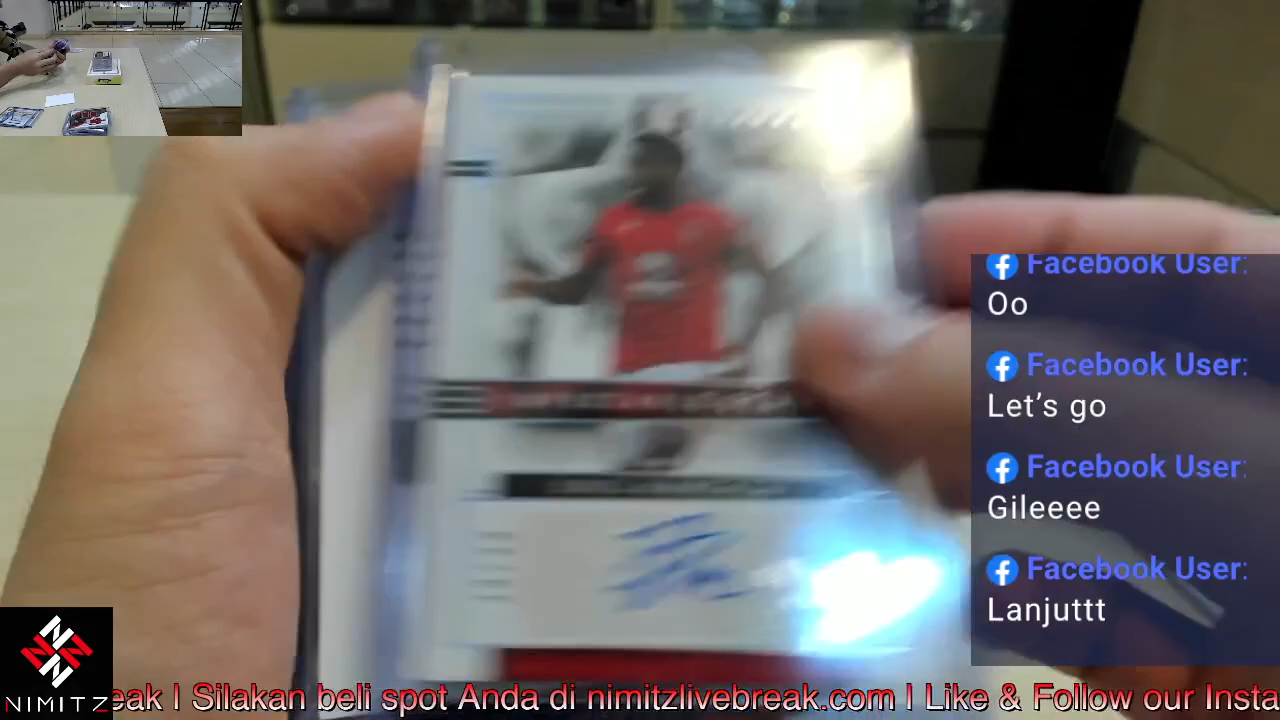 Facebook User:
Oo
Facebook User:
Let's go
Facebook User:
Gileeee
Facebook User:
Lanjuttt
NIMITZ
eak I Silakan beli spot Anda di nimitzlivebreak.com I Like & Follow our Insta